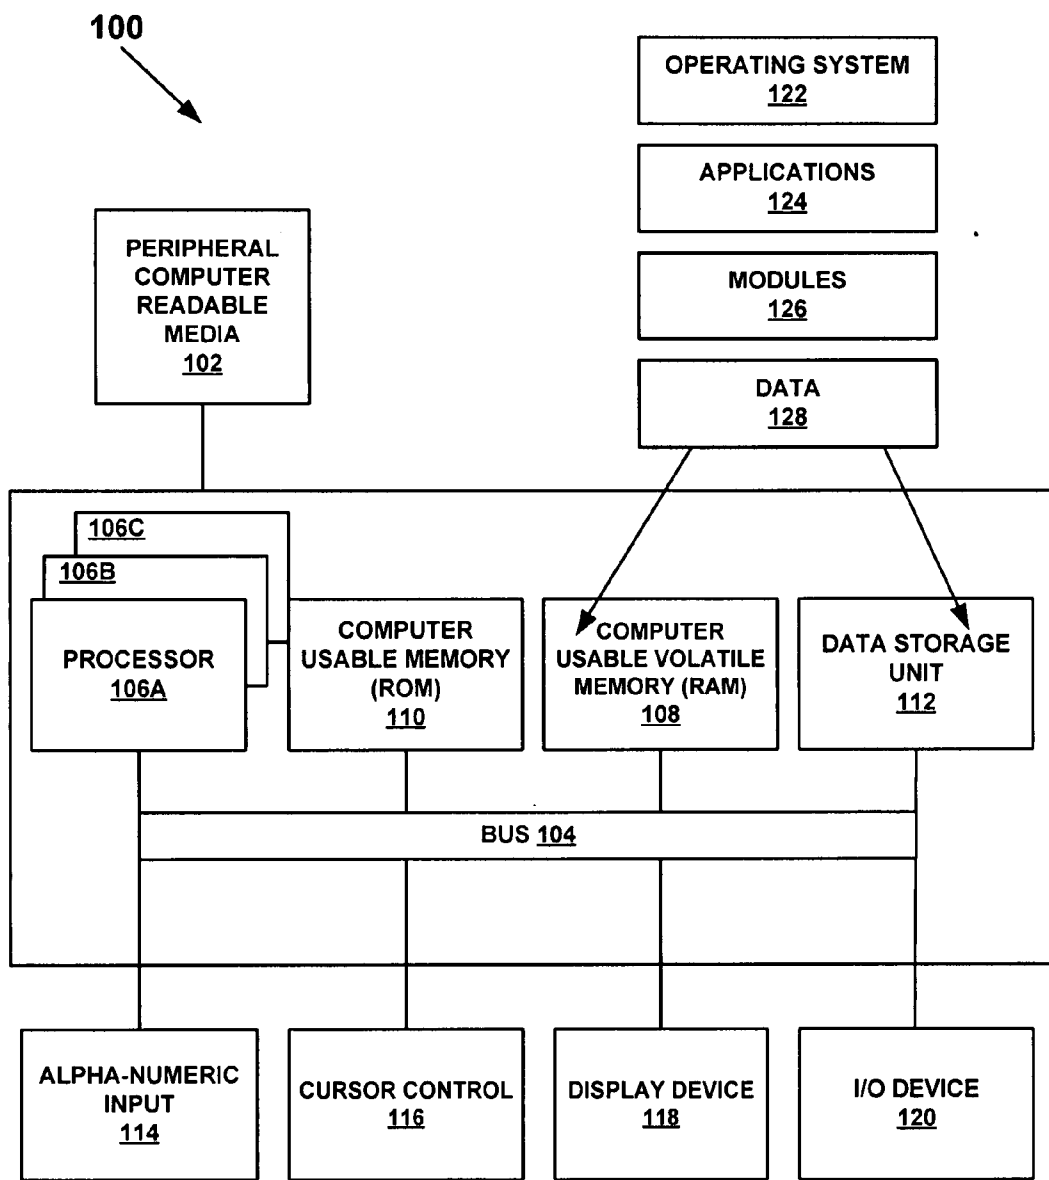 100
OPERATING SYSTEM
122
APPLICATIONS
124
MODULES
126
DATA
128
PERIPHERAL
COMPUTER
READABLE
MEDIA
102
106C
106B
PROCESSOR
106A
COMPUTER
USABLE MEMORY
(ROM)
110
COMPUTER
USABLE VOLATILE
MEMORY (RAM)
108
DATA STORAGE
UNIT
112
BUS 104
ALPHA-NUMERIC
INPUT
114
CURSOR CONTROL
116
DISPLAY DEVICE
118
I/O DEVICE
120